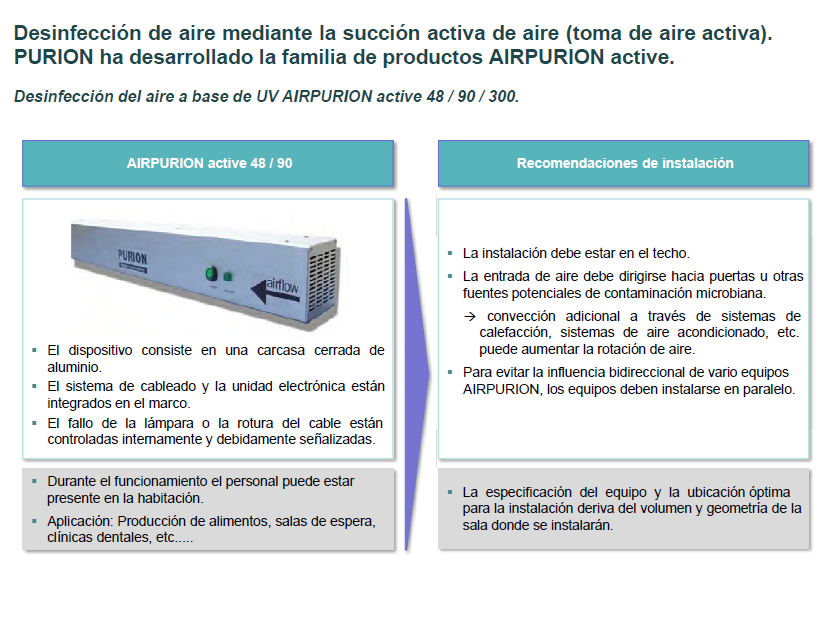 Desinfección de aire mediante la succión activa de aire (toma de aire activa).
PURION ha desarrollado la familia de productos AIRPURION active.
Desinfección del aire a base de UV AIRPURION active 48 / 90 / 300.
AIRPURION active 48 / 90
PURION
airflow
▪ El dispositivo consiste en una carcasa cerrada de
aluminio.
▪ El sistema de cableado y la unidad electrónica están
integrados en el marco.
▪ El fallo de la lámpara o la rotura del cable están
controladas internamente y debidamente señalizadas.
▪ Durante el funcionamiento el personal puede estar
presente en la habitación.
▪ Aplicación: Producción de alimentos, salas de espera,
clínicas dentales, etc.....
Recomendaciones de instalación
▪ La instalación debe estar en el techo.
▪ La entrada de aire debe dirigirse hacia puertas u otras
fuentes potenciales de contaminación microbiana.
→ convección adicional a través de sistemas de
calefacción, sistemas de aire acondicionado, etc.
puede aumentar la rotación de aire.
▪ Para evitar la influencia bidireccional de vario equipos
AIRPURION, los equipos deben instalarse en paralelo.
▪ La especificación del equipo y la ubicación óptima
para la instalación deriva del volumen y geometría de la
sala donde se instalarán.